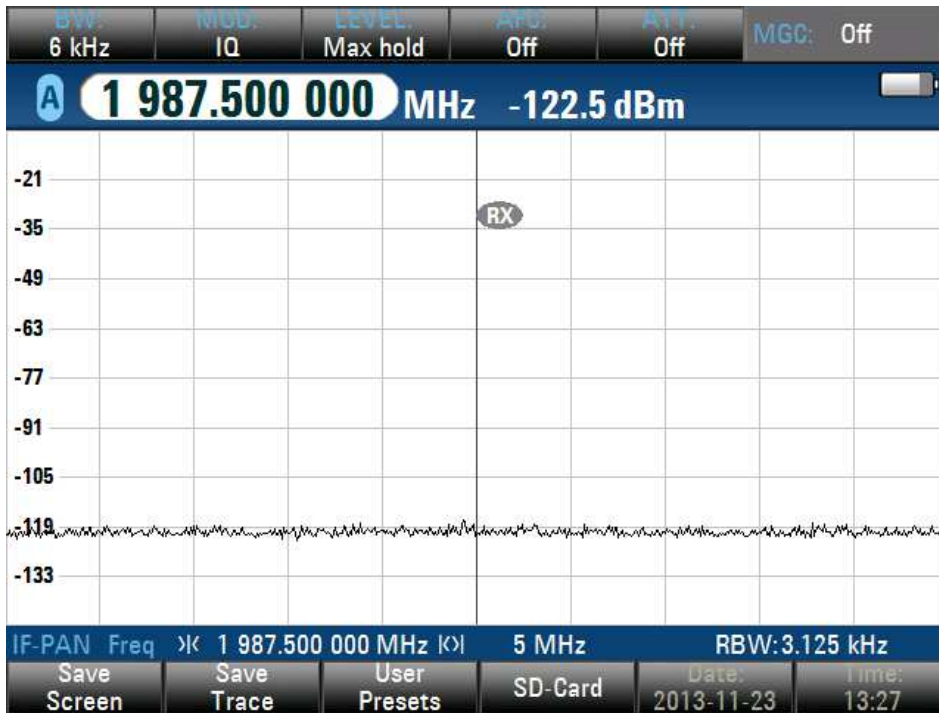 BW: MOD: LEVEL: AFC: ATT: MGC: Off
6 kHz IQ Max hold Off Off
A 1 987.500 000 MHz -122.5 dBm
-21
RX
-35
-49
-63
-77
-91
-105
-119
-133
IF-PAN Freq 1 987.500 000 MHz 5 MHz RBW:3.125 kHz
Save Save User SD-Card Date: Time:
Screen Trace Presets 2013-11-23 13:27